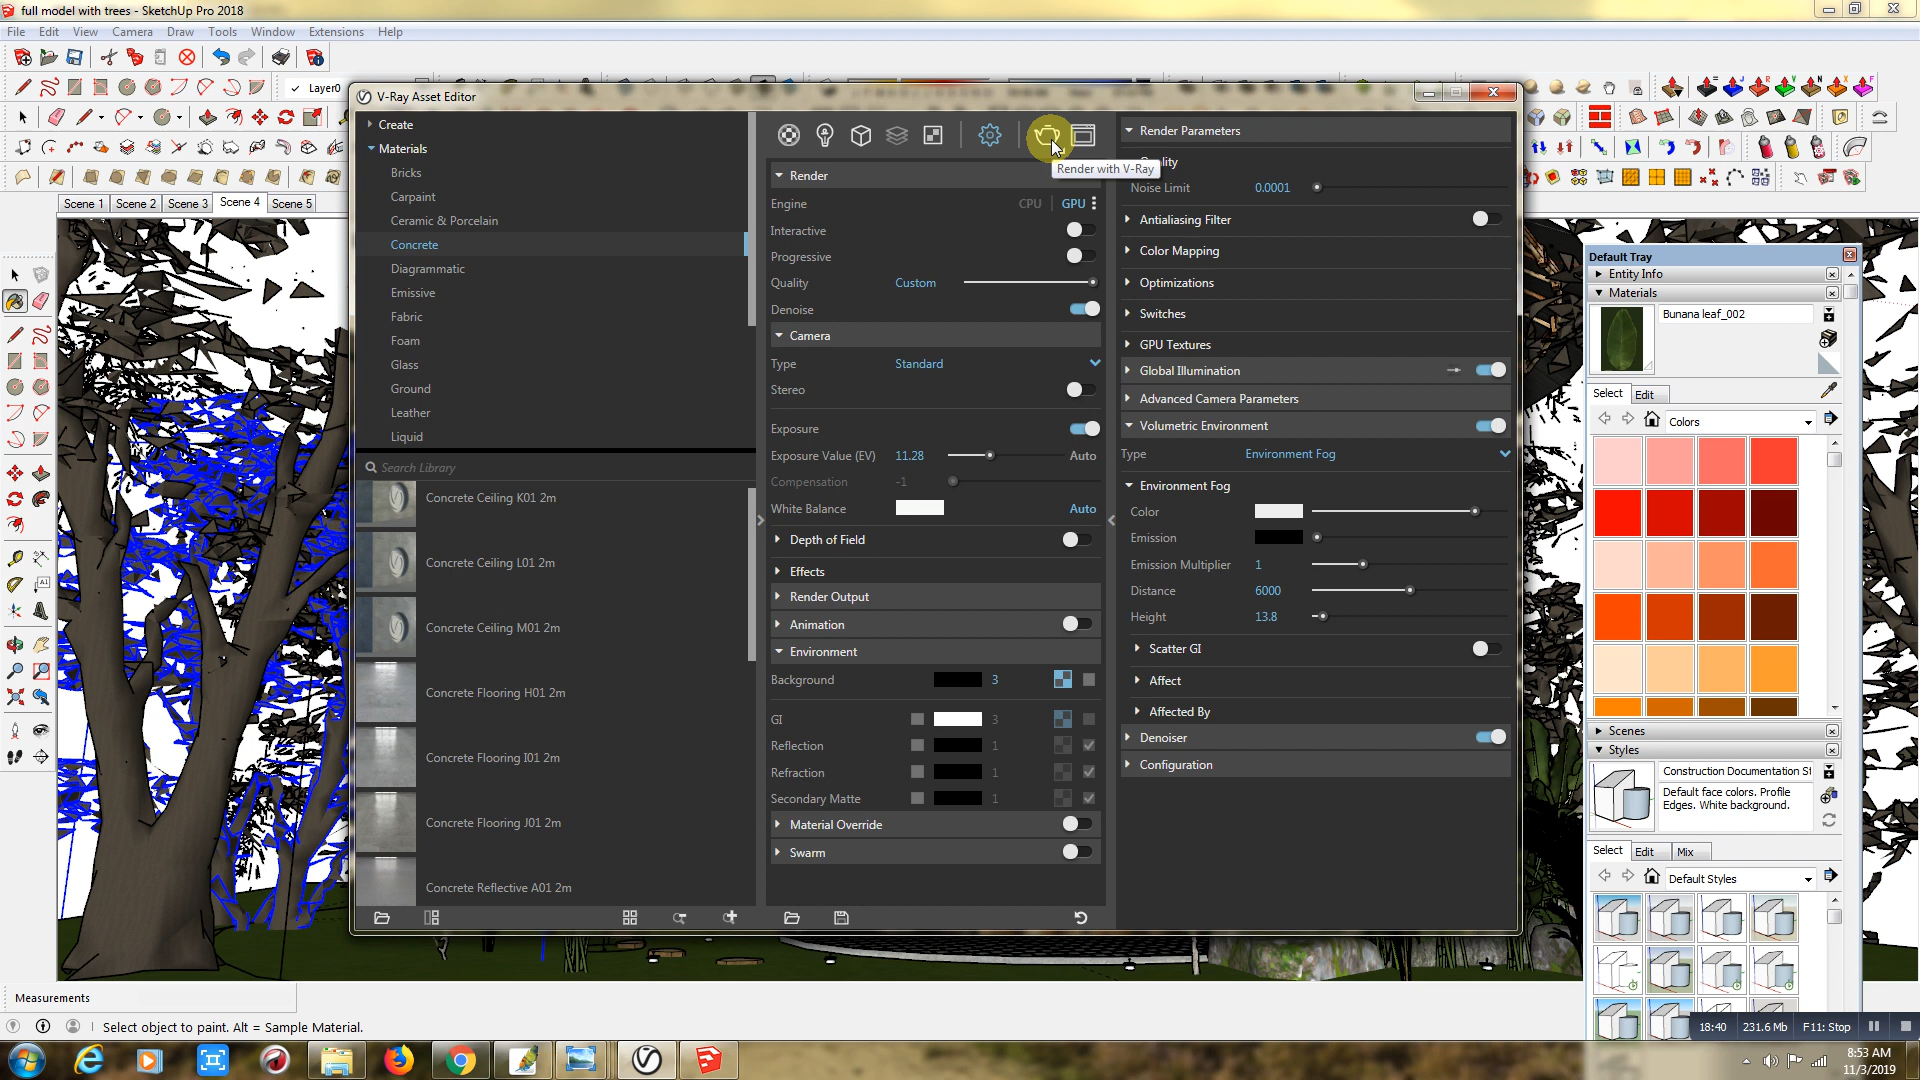 full model with trees - SketchUp Pro 2018
File Edit View Camera Draw Tools Window Extensions Help
Layer0
V-Ray Asset Editor
Scene 1 Scene 2 Scene 3 Scene 4 Scene 5
Create
Materials
Bricks
Carpaint
Ceramic & Porcelain
Concrete
Diagrammatic
Emissive
Fabric
Foam
Glass
Ground
Leather
Liquid
Search Library
Concrete Ceiling K01 2m
Concrete Ceiling L01 2m
Concrete Ceiling M01 2m
Concrete Flooring H01 2m
Concrete Flooring I01 2m
Concrete Flooring J01 2m
Concrete Reflective A01 2m
Render with V-Ray
Render
Engine CPU GPU
Interactive
Progressive
Quality Custom
Denoise
Camera
Type Standard
Stereo
Exposure
Exposure Value (EV) 11.28 Auto
Compensation -1
White Balance Auto
Depth of Field
Effects
Render Output
Animation
Environment
Background 3
GI 3
Reflection 1
Refraction 1
Secondary Matte 1
Material Override
Swarm
Render Parameters
Noise Limit 0.0001
Antialiasing Filter
Color Mapping
Optimizations
Switches
GPU Textures
Global Illumination
Advanced Camera Parameters
Volumetric Environment
Type Environment Fog
Environment Fog
Color
Emission
Emission Multiplier 1
Distance 6000
Height 13.8
Scatter GI
Affect
Affected By
Denoiser
Configuration
Default Tray
Entity Info
Materials
Bunana leaf_002
Select Edit
Colors
Scenes
Styles
Construction Documentation St
Default face colors. Profile
Edges. White background.
Select Edit Mix
Default Styles
Measurements
Select object to paint. Alt = Sample Material.
18:40 231.6 Mb F11: Stop
8:53 AM
11/3/2019